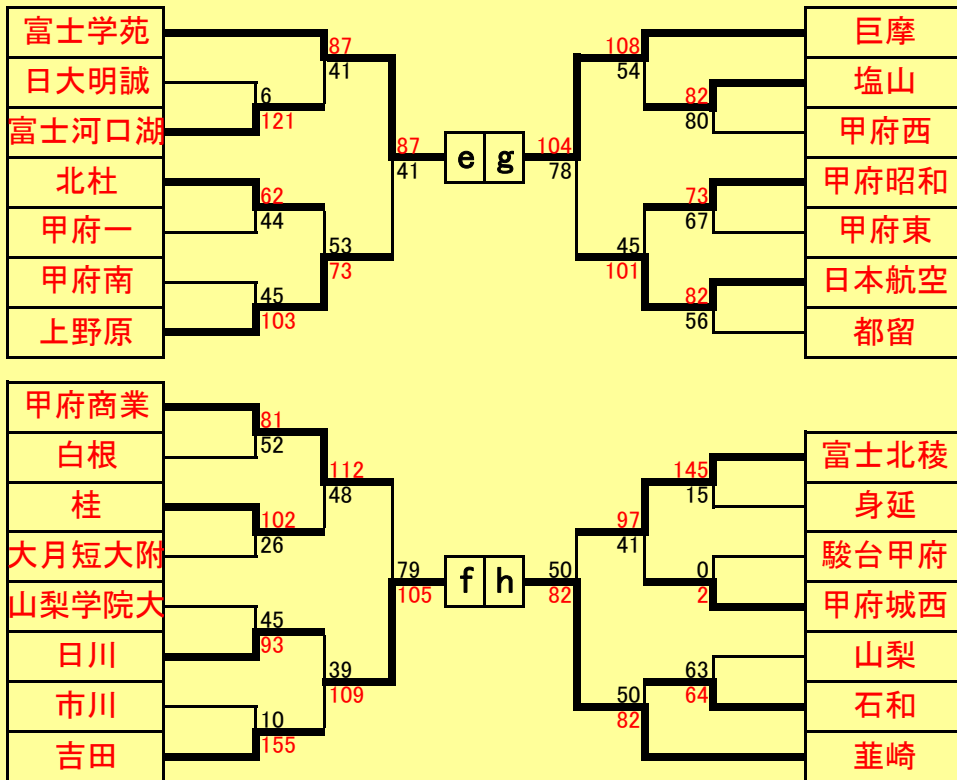 富士学苑
日大明誠
富士河口湖
北杜
甲府一
甲府南
上野原
6
121
62
44
45
103
87
41
53
73
87
41
e g
104
78
108
54
45
101
82
80
73
67
82
56
巨摩
塩山
甲府西
甲府昭和
甲府東
日本航空
都留
甲府商業
白根
桂
大月短大附
山梨学院大
日川
市川
吉田
81
52
102
26
45
93
10
155
112
48
39
109
79
105
f h
50
82
97
41
50
82
145
15
0
2
63
64
富士北稜
身延
駿台甲府
甲府城西
山梨
石和
韮崎